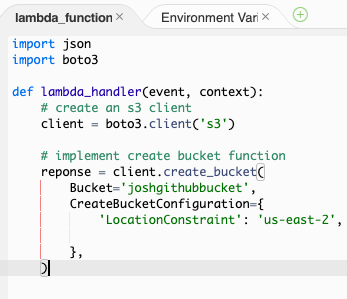 lambda_function
Environment Vari
import json
import boto3
def lambda_handler(event, context):
# create an s3 client
client = boto3.client('s3')
# implement create bucket function
reponse = client.create_bucket(
Bucket='joshgithubbucket',
CreateBucketConfiguration={
'LocationConstraint': 'us-east-2',
},
)